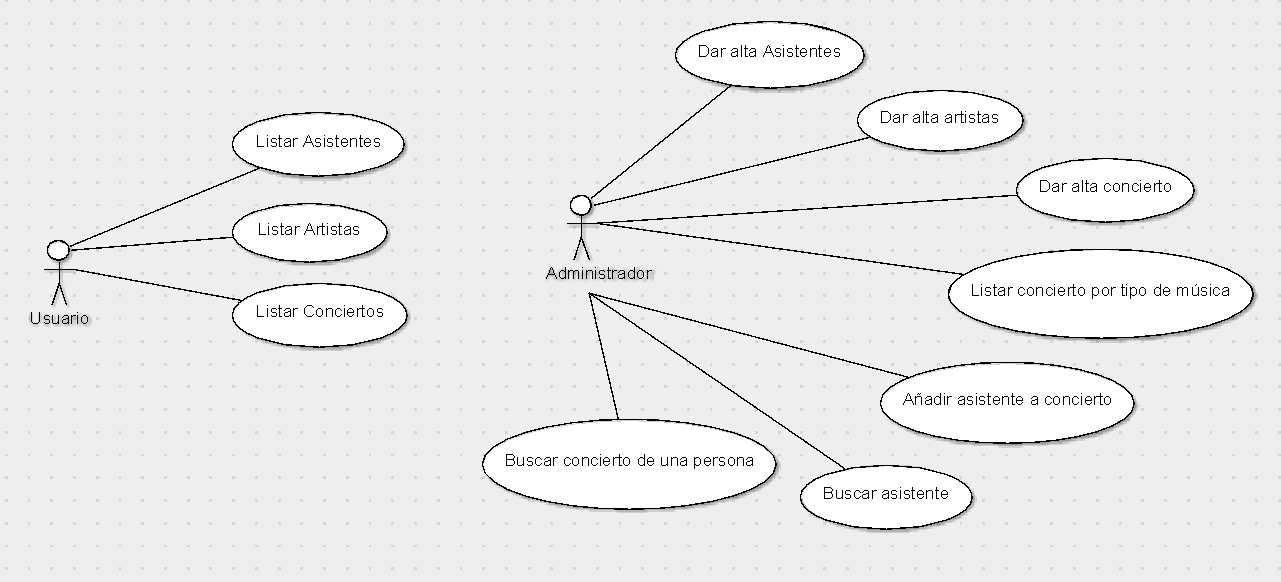 Dar alta Asistentes
Dar alta artistas
Listar Asistentes
Dar alta concierto
Listar Artistas
Administrador
Listar concierto por tipo de música
Listar Conciertos
Usuario
Añadir asistente a concierto
Buscar concierto de una persona
Buscar asistente